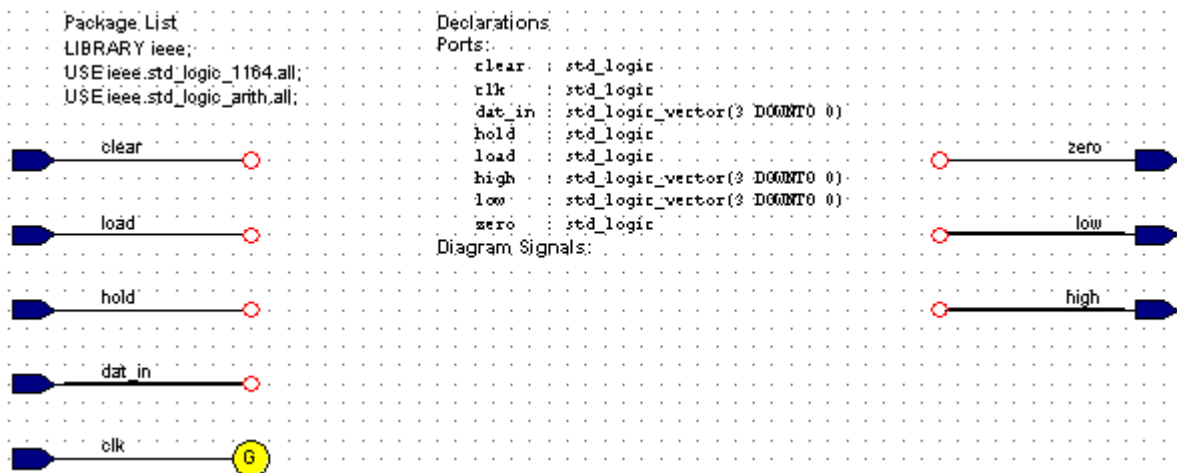 Package List
LIBRARY ieee;
USE ieee.std_logic_1164.all;
USE ieee.std_logic_arith.all;
Declarations
Ports:
clear : std_logic
clk : std_logic
dat_in : std_logic_vector(3 DOWNTO 0)
hold : std_logic
load : std_logic
high : std_logic_vector(3 DOWNTO 0)
low : std_logic_vector(3 DOWNTO 0)
zero : std_logic
Diagram Signals:
clear
load
hold
dat_in
clk
G
zero
low
high